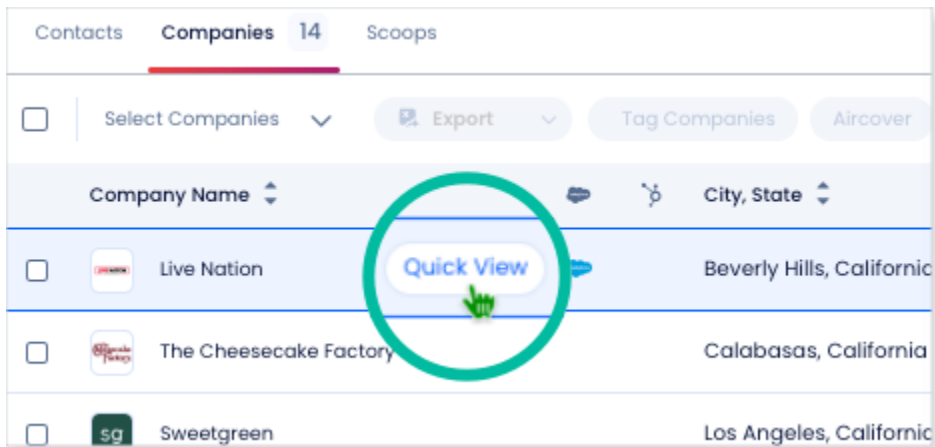 Contacts Companies 14 Scoops
Select Companies Export Tag Companies Aircover
Company Name City, State
Live Nation Quick View Beverly Hills, California
The Cheesecake Factory Calabasas, California
sg Sweetgreen Los Angeles, California